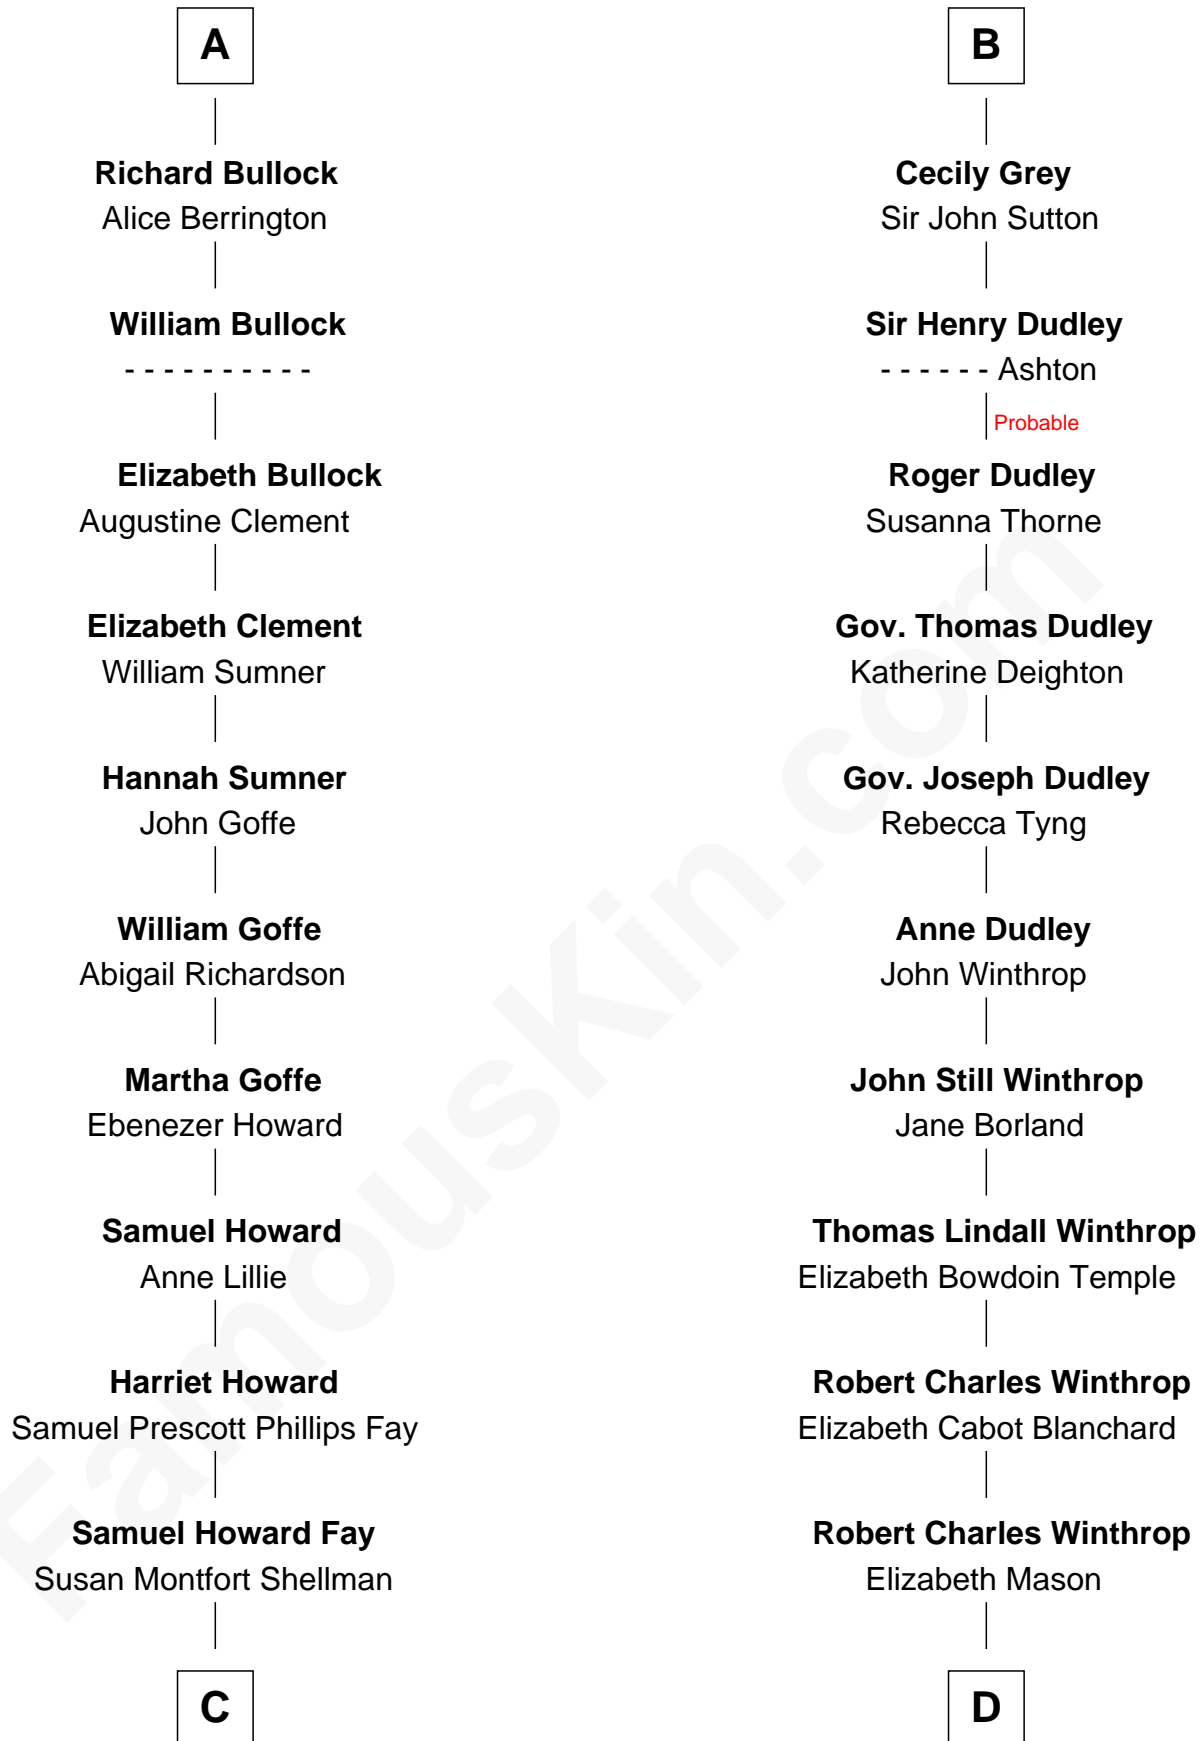 A
Richard Bullock
Alice Berrington
William Bullock
- - - - - - - - - -
Elizabeth Bullock
Augustine Clement
Elizabeth Clement
William Sumner
Hannah Sumner
John Goffe
William Goffe
Abigail Richardson
Martha Goffe
Ebenezer Howard
Samuel Howard
Anne Lillie
Harriet Howard
Samuel Prescott Phillips Fay
Samuel Howard Fay
Susan Montfort Shellman
C
B
Cecily Grey
Sir John Sutton
Sir Henry Dudley
- - - - - - Ashton
Probable
Roger Dudley
Susanna Thorne
Gov. Thomas Dudley
Katherine Deighton
Gov. Joseph Dudley
Rebecca Tyng
Anne Dudley
John Winthrop
John Still Winthrop
Jane Borland
Thomas Lindall Winthrop
Elizabeth Bowdoin Temple
Robert Charles Winthrop
Elizabeth Cabot Blanchard
Robert Charles Winthrop
Elizabeth Mason
D
FamousKin.com